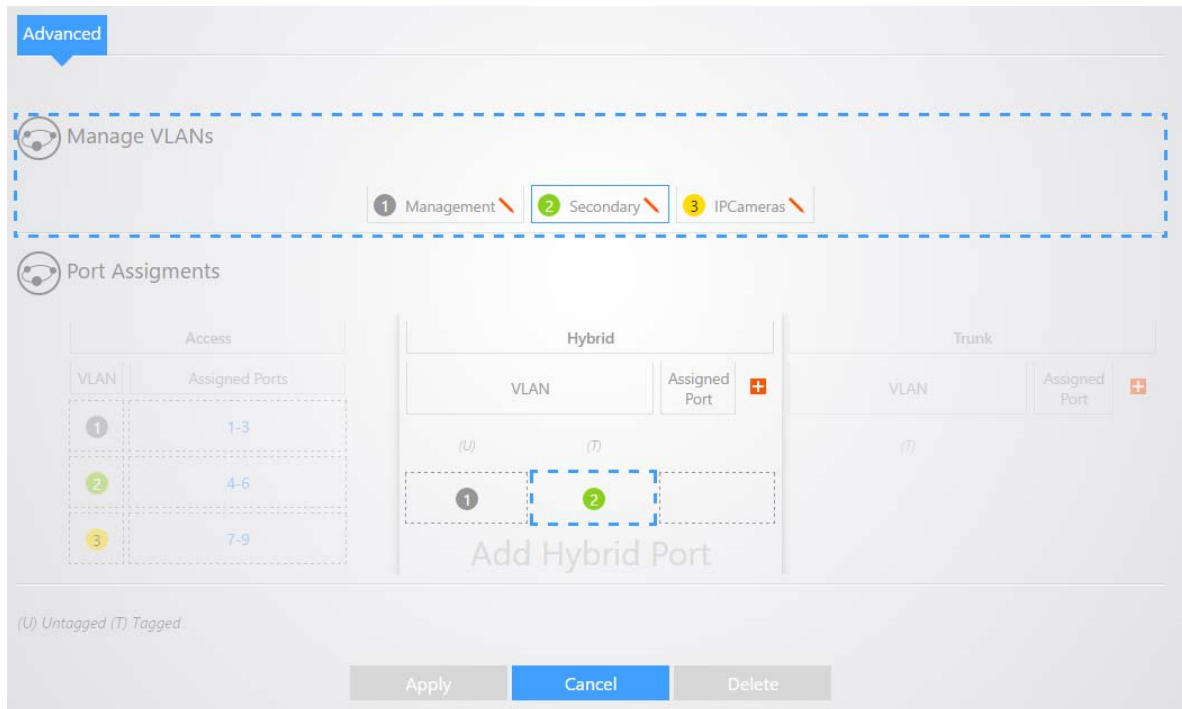 Advanced
Manage VLANs
1 Management 2 Secondary 3 IPCameras
Port Assigments
Access Hybrid Trunk
VLAN Assigned Ports VLAN Assigned Port VLAN Assigned Port
1 1-3
(U) (T) (T)
2 4-6
1 2
3 7-9
Add Hybrid Port
(U) Untagged (T) Tagged
Apply Cancel Delete